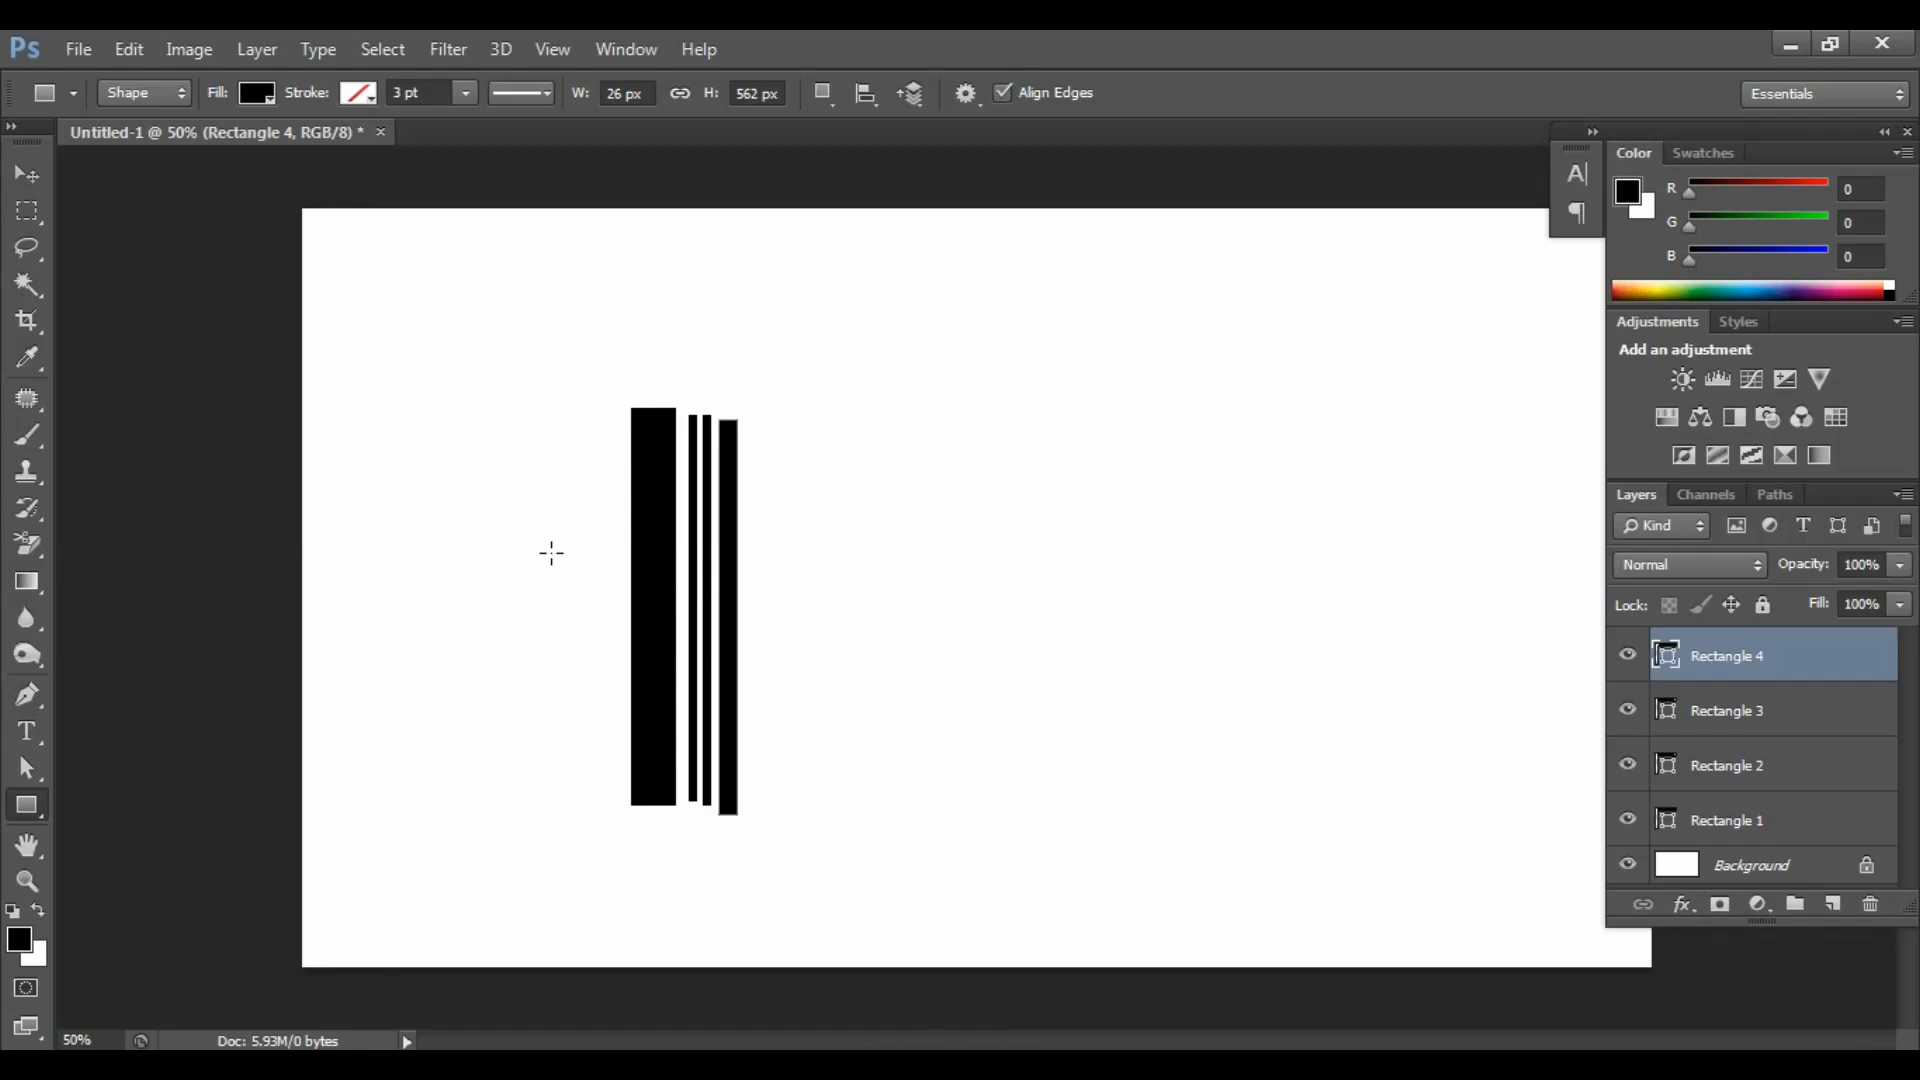 Ps File Edit Image Layer Type Select Filter 3D View Window Help
Shape Fill: Stroke: 3 pt W: 26 px H: 562 px Align Edges Essentials
Untitled-1 @ 50% (Rectangle 4, RGB/8) *
Color Swatches
A
R 0
G 0
B 0
Adjustments Styles
Add an adjustment
Layers Channels Paths
Kind
Normal Opacity: 100%
Lock: Fill: 100%
Rectangle 4
Rectangle 3
Rectangle 2
Rectangle 1
Background
fx
50% Doc: 5.93M/0 bytes